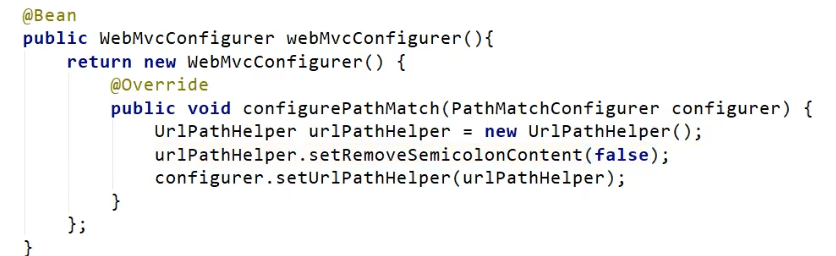 @Bean
public WebMvcConfigurer webMvcConfigurer(){
    return new WebMvcConfigurer() {
        @Override
        public void configurePathMatch(PathMatchConfigurer configurer) {
            UrlPathHelper urlPathHelper = new UrlPathHelper();
            urlPathHelper.setRemoveSemicolonContent(false);
            configurer.setUrlPathHelper(urlPathHelper);
        }
    };
}